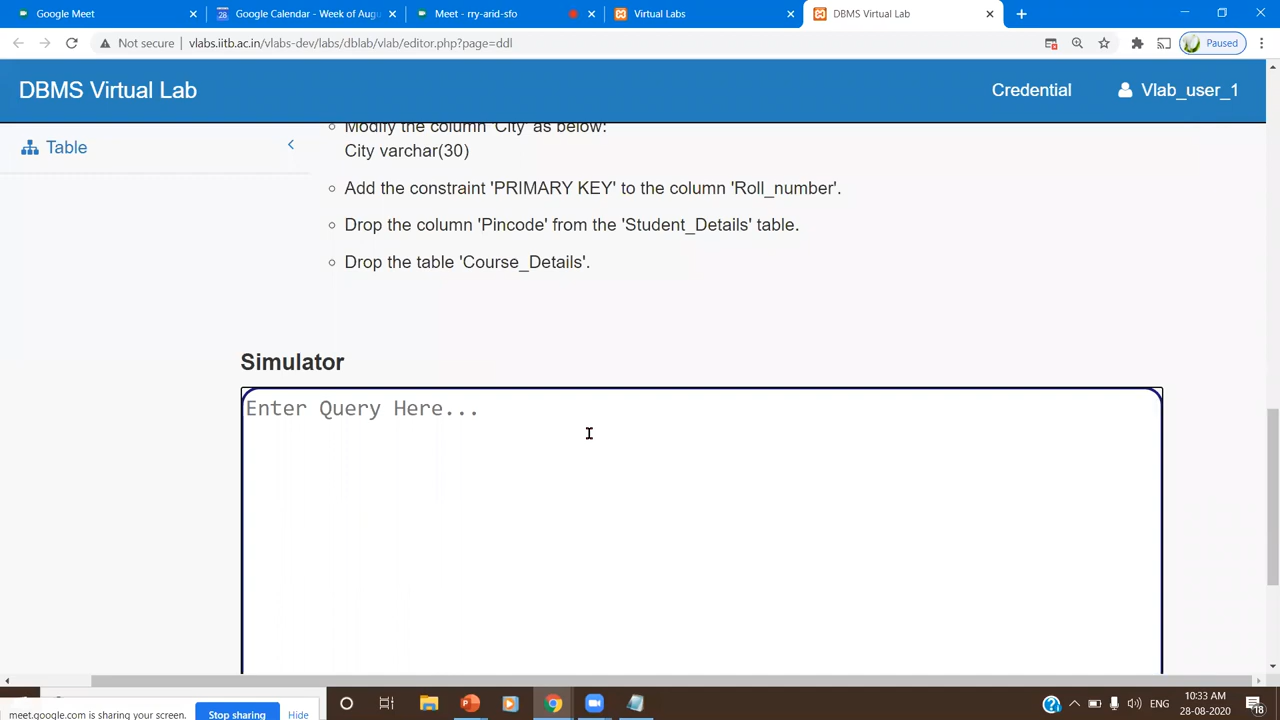 Google Meet
Google Calendar - Week of Augu
Meet - rry-arid-sfo
Virtual Labs
DBMS Virtual Lab
Not secure | vlabs.iitb.ac.in/vlabs-dev/labs/dblab/vlab/editor.php?page=ddl
Paused
DBMS Virtual Lab
Credential
Vlab_user_1
Table
Modify the column 'City' as below:
City varchar(30)
Add the constraint 'PRIMARY KEY' to the column 'Roll_number'.
Drop the column 'Pincode' from the 'Student_Details' table.
Drop the table 'Course_Details'.
Simulator
Enter Query Here...
meet.google.com is sharing your screen.
Stop sharing
Hide
ENG
10:33 AM
28-08-2020
18